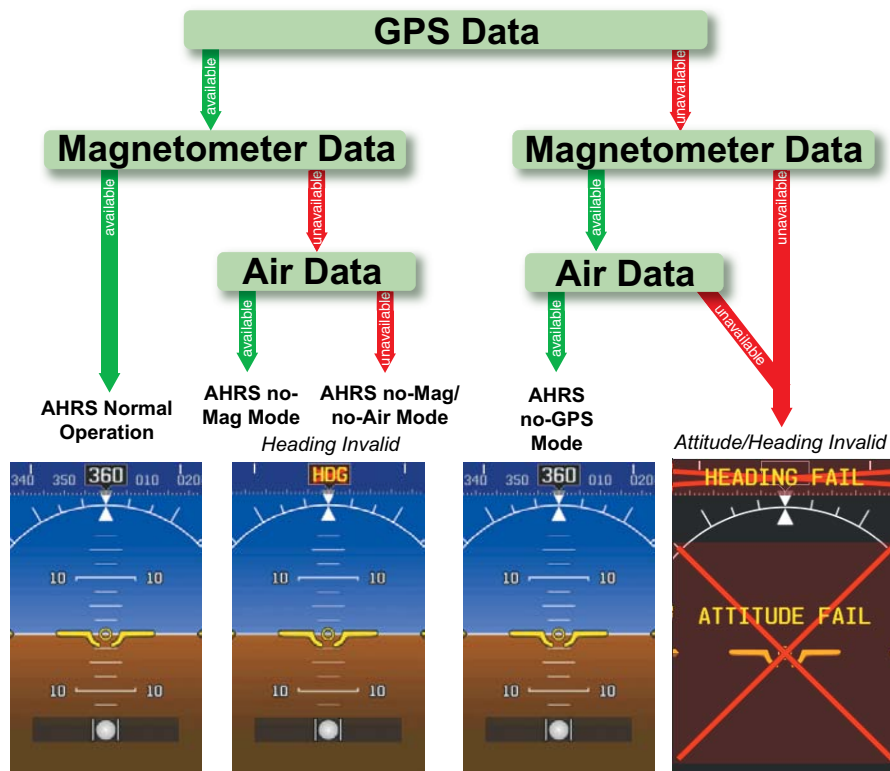 GPS Data
available
unavailable
Magnetometer Data
Magnetometer Data
available
unavailable
available
unavailable
Air Data
Air Data
available
unavailable
available
unavailable
AHRS Normal
Operation
AHRS no-
Mag Mode
AHRS no-Mag/
no-Air Mode
Heading Invalid
AHRS
no-GPS
Mode
Attitude/Heading Invalid
340 350 360 010 020
10 10
10 10
HDG
10 10
10 10
340 350 360 010 020
10 10
10 10
HEADING FAIL
ATTITUDE FAIL